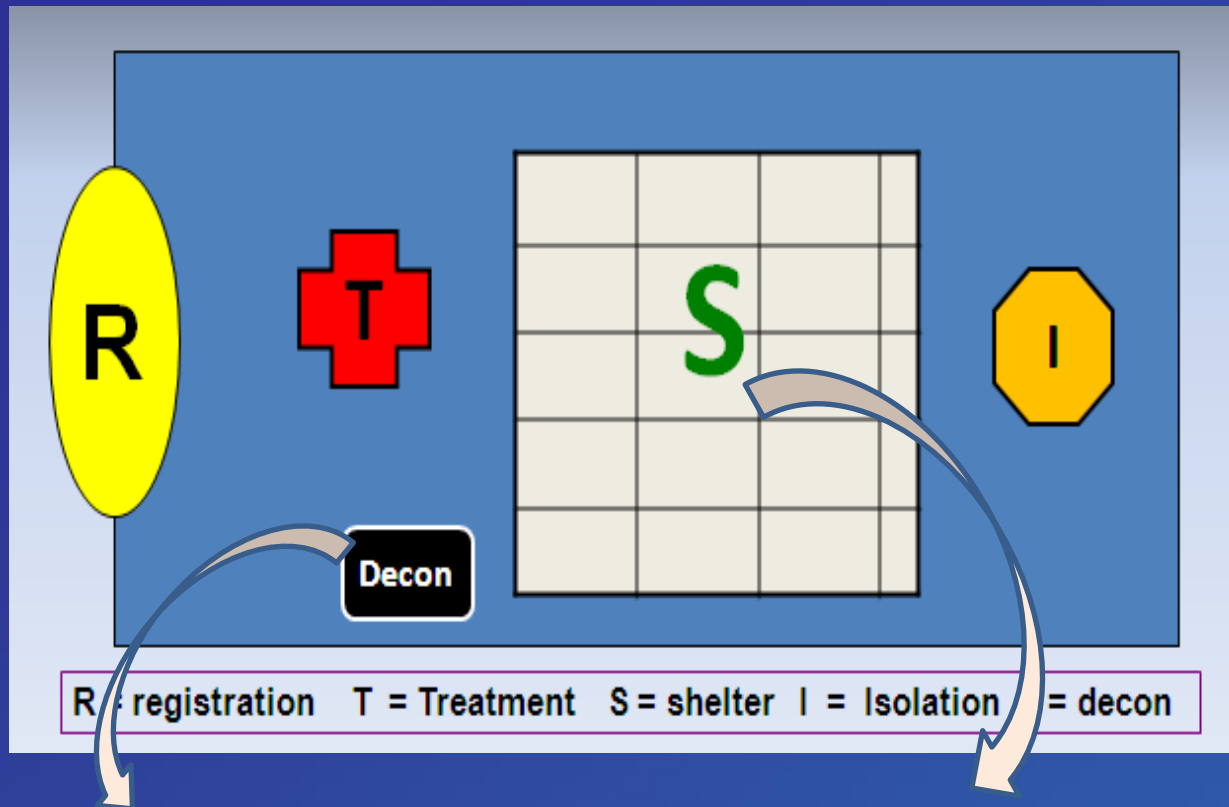 R
T
S
I
Decon
R = registration T = Treatment S = shelter I = Isolation = decon